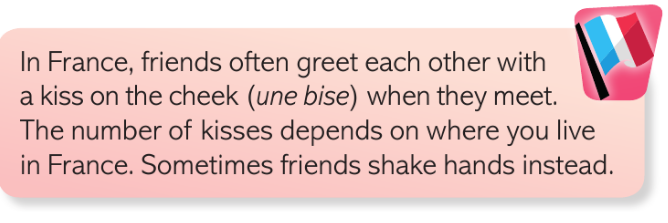 In France, friends often greet each other with
a kiss on the cheek (une bise) when they meet.
The number of kisses depends on where you live
in France. Sometimes friends shake hands instead.